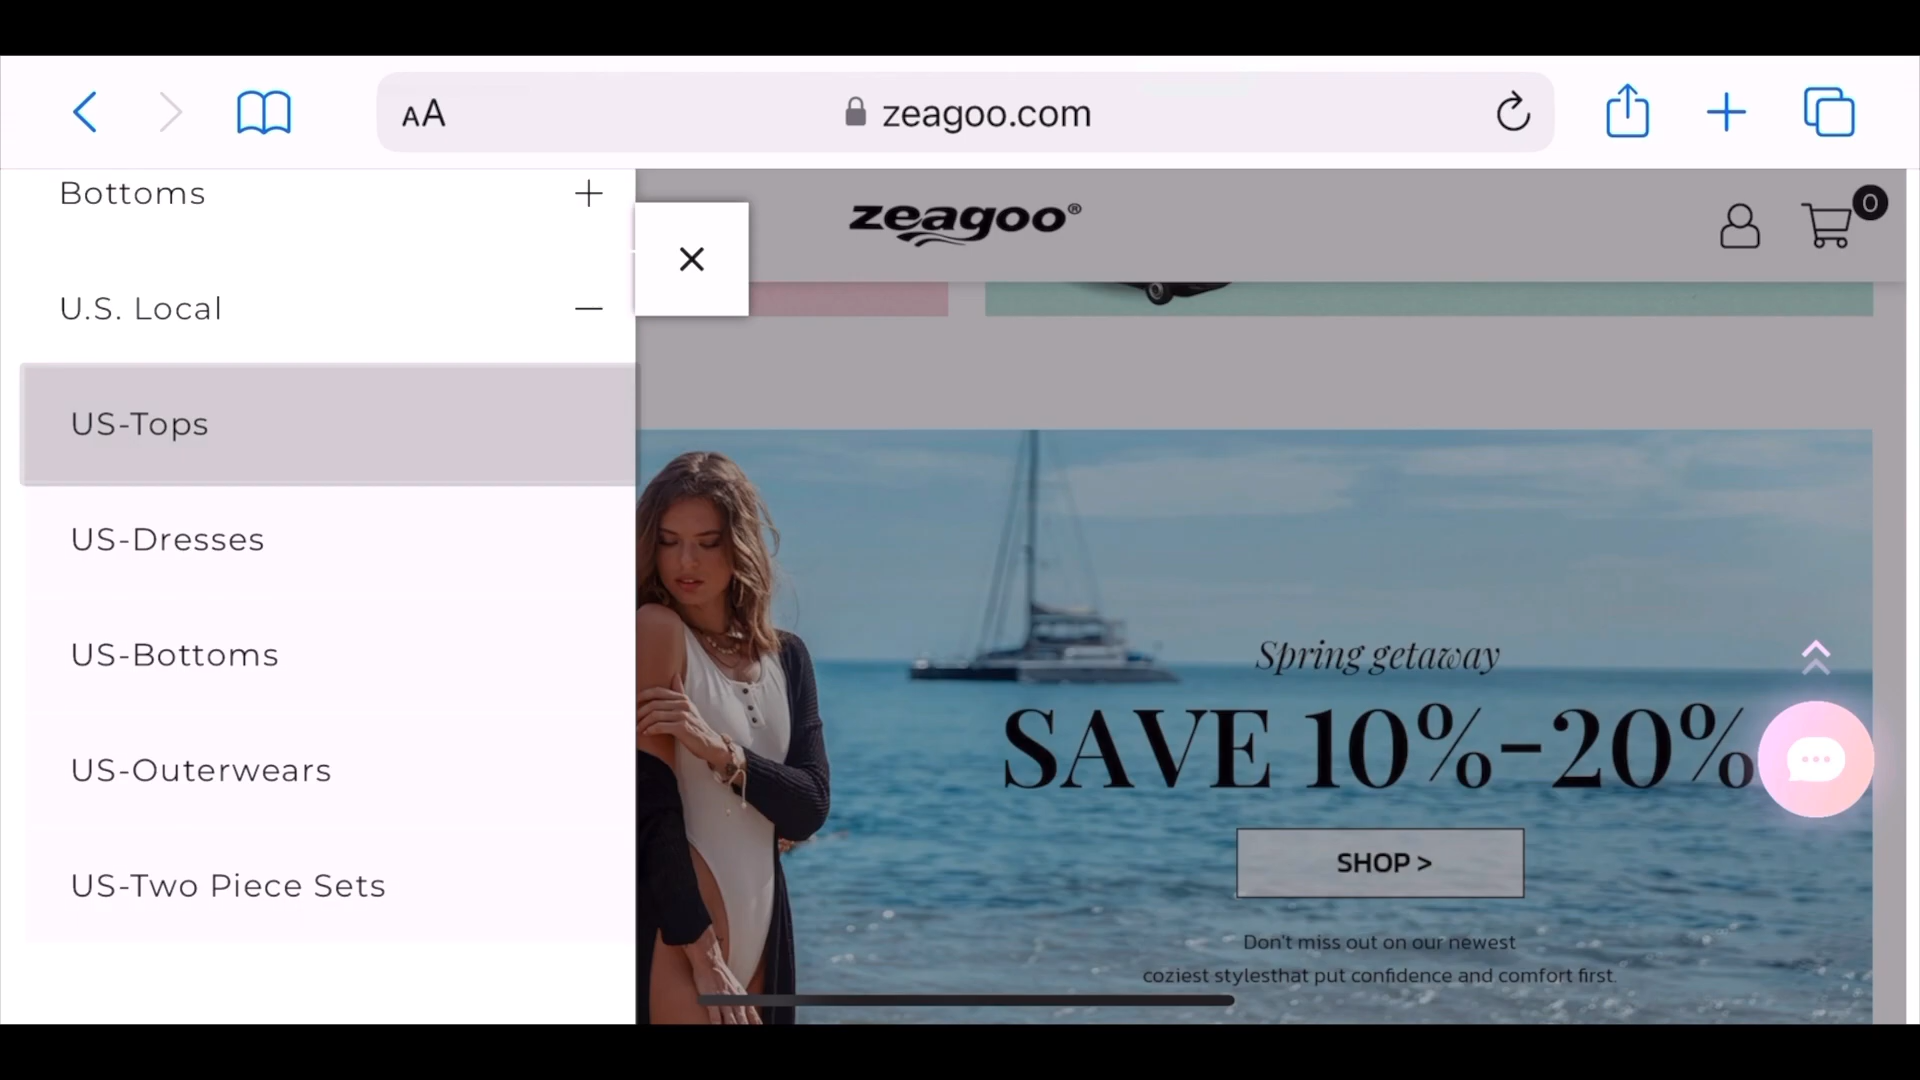 AA
zeagoo.com
Bottoms
zeagoo®
0
U.S. Local
US-Tops
US-Dresses
US-Bottoms
US-Outerwears
US-Two Piece Sets
Spring getaway
SAVE 10%-20%
SHOP >
Don't miss out on our newest
coziest stylesthat put confidence and comfort first.